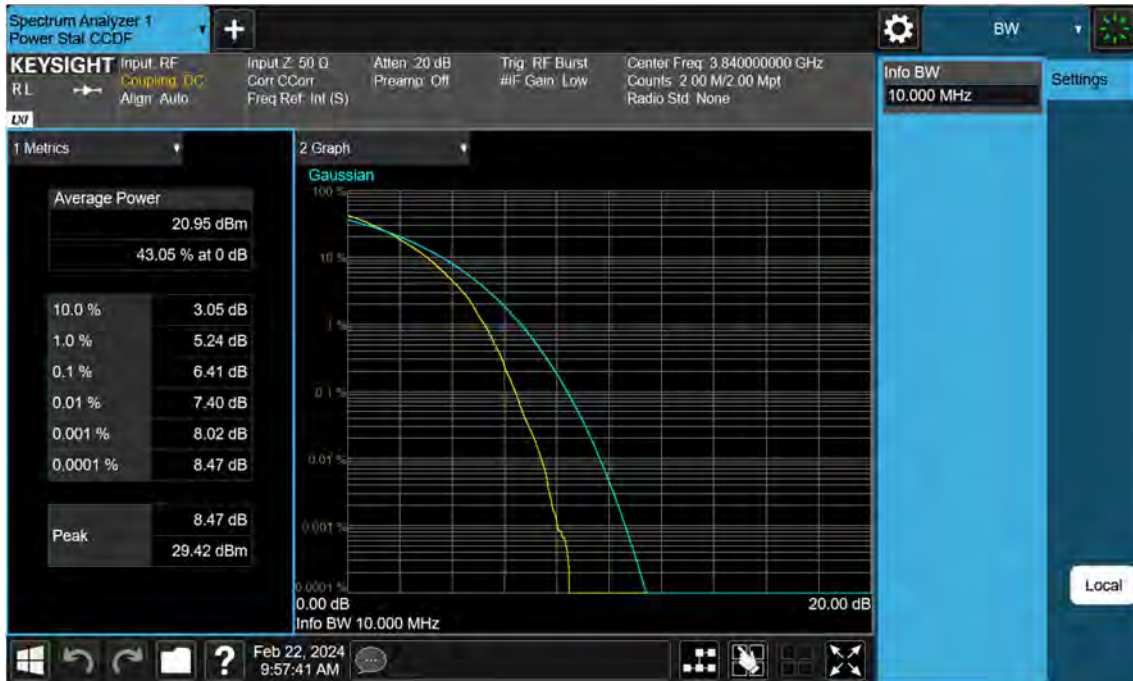 Spectrum Analyzer 1
Power Stat CCDF
+
BW
KEYSIGHT
RL
LXI
Input: RF
Coupling: DC
Align: Auto
Input Z: 50 Ω
Corr CCorr
Freq Ref: Int (S)
Atten: 20 dB
Preamp: Off
Trig: RF Burst
#IF Gain: Low
Center Freq: 3.840000000 GHz
Counts: 2.00 M/2.00 Mpt
Radio Std: None
Info BW
10.000 MHz
Settings
1 Metrics
Average Power
20.95 dBm
43.05 % at 0 dB
10.0 % 3.05 dB
1.0 % 5.24 dB
0.1 % 6.41 dB
0.01 % 7.40 dB
0.001 % 8.02 dB
0.0001 % 8.47 dB
Peak 8.47 dB
29.42 dBm
2 Graph
Gaussian
100 %
10 %
1 %
0.1 %
0.01 %
0.001 %
0.0001 %
0.00 dB 20.00 dB
Info BW 10.000 MHz
Local
?
Feb 22, 2024
9:57:41 AM